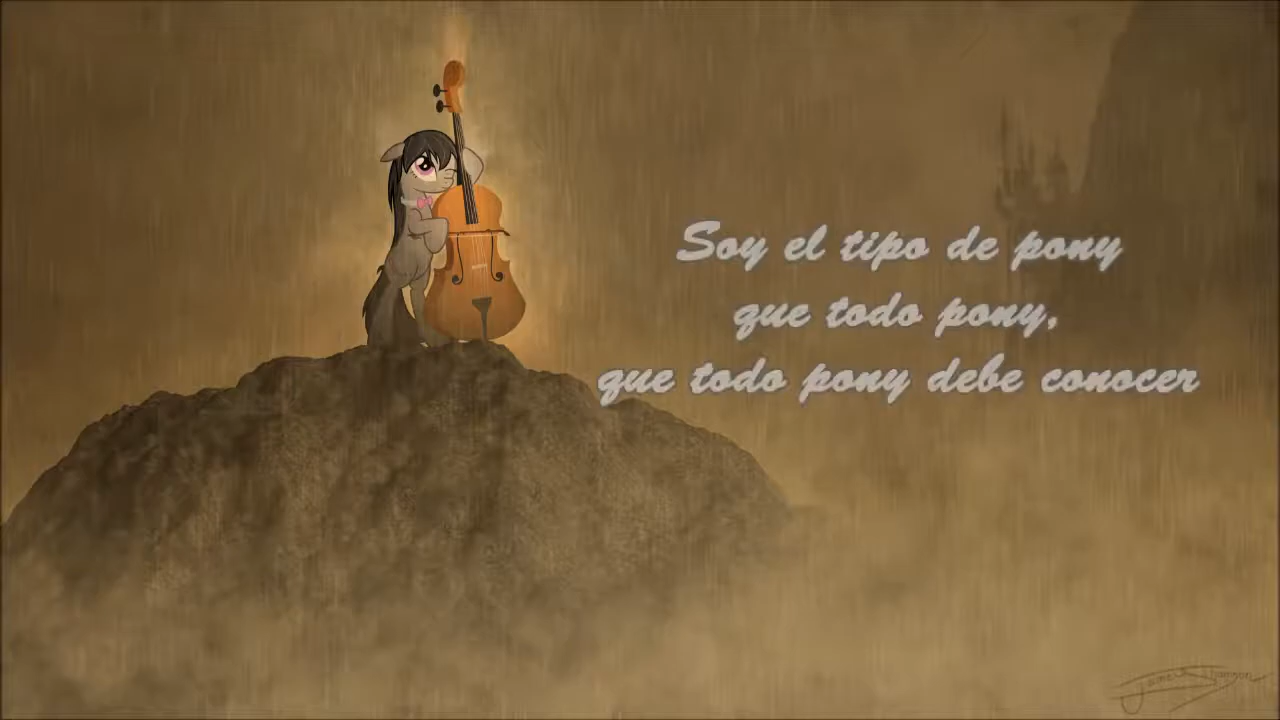 Soy el tipo de pony
que todo pony,
que todo pony debe conocer